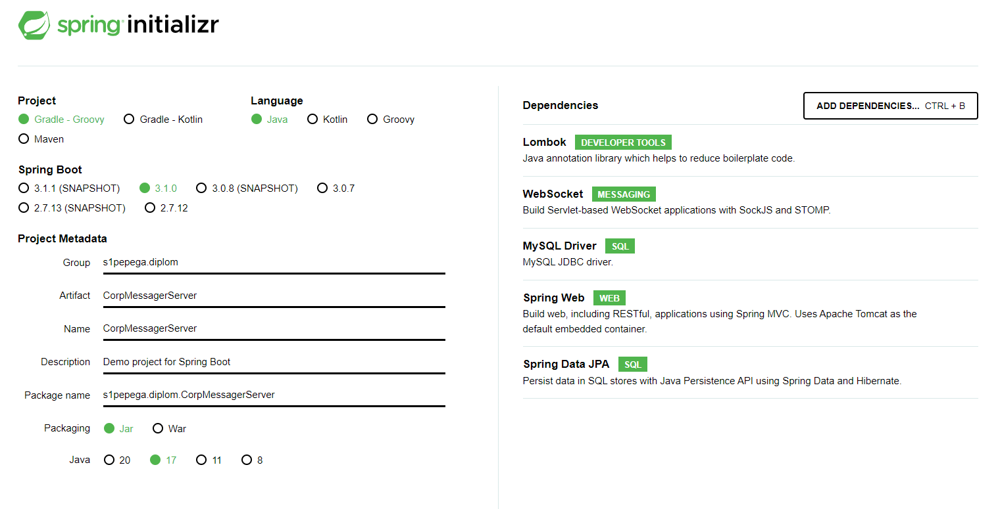 spring initializr
Project
Gradle - Groovy Gradle - Kotlin
Maven
Language
Java Kotlin Groovy
Spring Boot
3.1.1 (SNAPSHOT) 3.1.0 3.0.8 (SNAPSHOT) 3.0.7
2.7.13 (SNAPSHOT) 2.7.12
Project Metadata
Group s1pepega.diplom
Artifact CorpMessagerServer
Name CorpMessagerServer
Description Demo project for Spring Boot
Package name s1pepega.diplom.CorpMessagerServer
Packaging Jar War
Java 20 17 11 8
Dependencies ADD DEPENDENCIES... CTRL + B
Lombok DEVELOPER TOOLS
Java annotation library which helps to reduce boilerplate code.
WebSocket MESSAGING
Build Servlet-based WebSocket applications with SockJS and STOMP.
MySQL Driver SQL
MySQL JDBC driver.
Spring Web WEB
Build web, including RESTful, applications using Spring MVC. Uses Apache Tomcat as the
default embedded container.
Spring Data JPA SQL
Persist data in SQL stores with Java Persistence API using Spring Data and Hibernate.